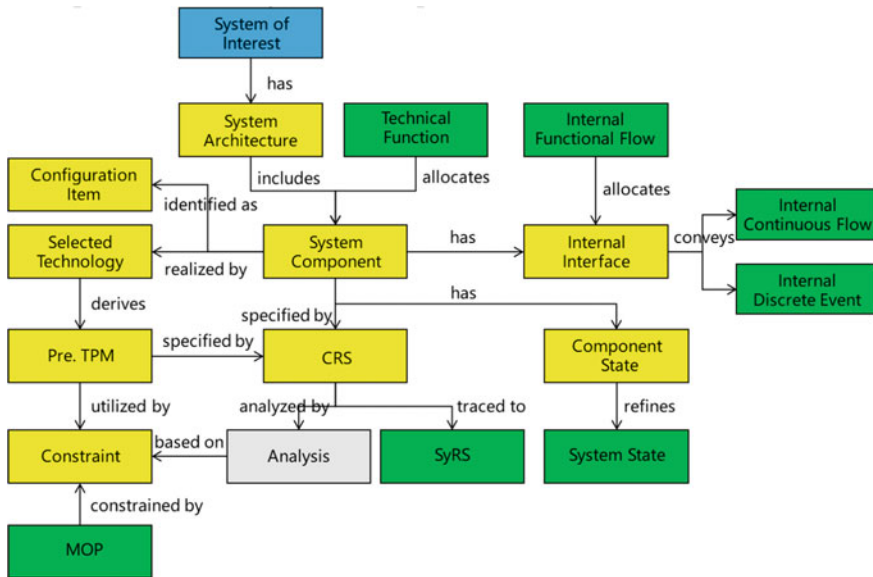 System of
Interest
has
System
Architecture
Technical
Function
Internal
Functional Flow
Configuration
Item
includes
allocates
allocates
identified as
Internal
Continuous Flow
Selected
Technology
realized by
System
Component
has
Internal
Interface
conveys
Internal
Discrete Event
derives
has
specified by
Pre. TPM
specified by
CRS
Component
State
utilized by
analyzed by
traced to
refines
Constraint
based on
Analysis
SyRS
System State
constrained by
MOP